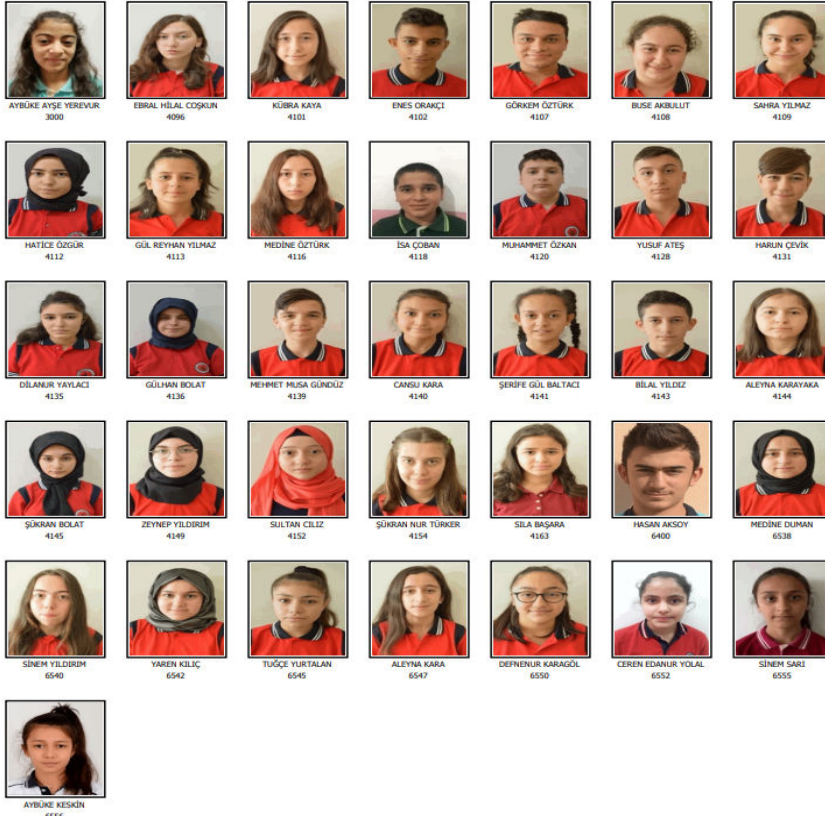 AYBÜKE AYŞE YEREVUR EBRAL HİLAL COŞKUN KÜBRA KAYA ENES ORAKÇI GÖRKEM ÖZTÜRK BUSE AKBULUT SAHRA YILMAZ
3000 4096 4101 4102 4107 4108 4109
HATİCE ÖZGÜR GÜL REYHAN YILMAZ MEDİNE ÖZTÜRK İSA ÇOBAN MUHAMMET ÖZKAN YUSUF ATEŞ HARUN ÇEVİK
4112 4113 4116 4118 4120 4128 4131
DİLANUR YAYLACI GÜLHAN BOLAT MEHMET MUSA GÜNDÜZ CANSU KARA ŞERİFE GÜL BALTACI BİLAL YILDIZ ALEYNA KARAYAKA
4135 4136 4139 4140 4141 4143 4144
ŞÜKRAN BOLAT ZEYNEP YILDIRIM SULTAN CILIZ ŞÜKRAN NUR TÜRKER SILA BAŞARA HASAN AKSOY MEDİNE DUMAN
4145 4149 4152 4154 4163 6400 6538
SİNEM YILDIRIM YAREN KILIÇ TUĞÇE YURTALAN ALEYNA KARA DEFNENUR KARAGÖL CEREN EDANUR YOLAL SİNEM SARI
6540 6542 6545 6547 6550 6552 6555
AYBÜKE KESKİN
6556